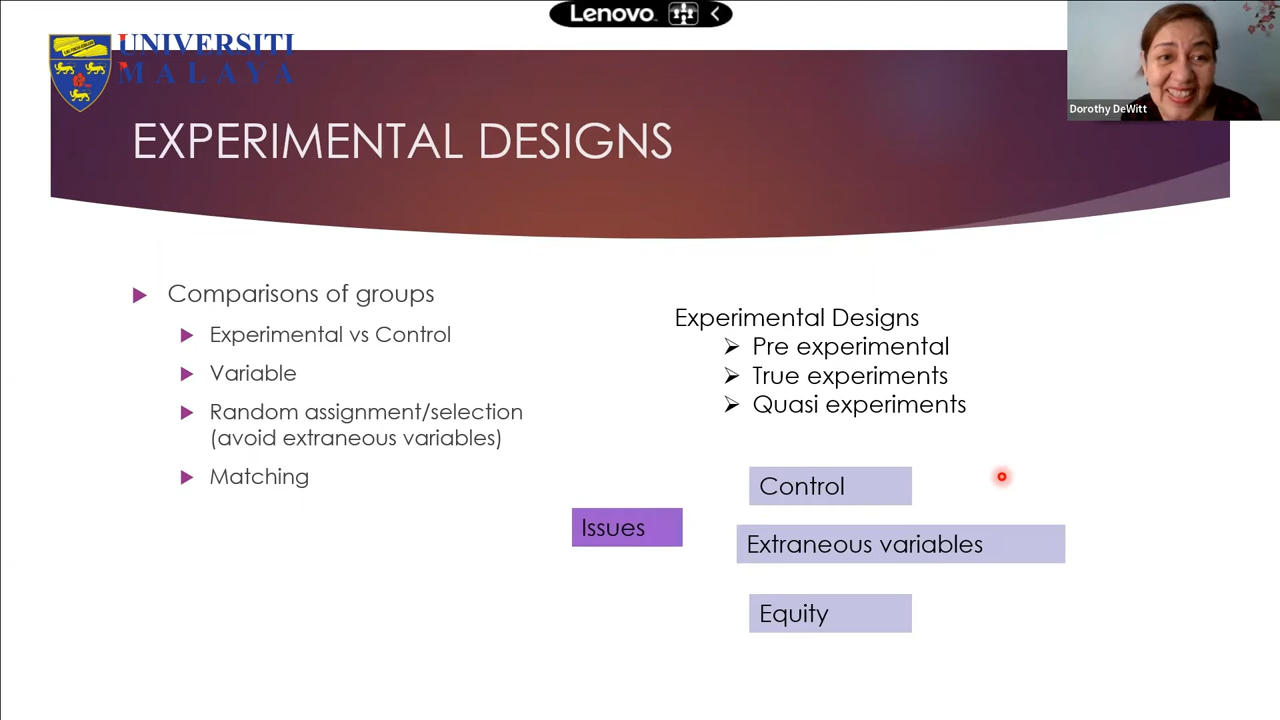 Lenovo
UNIVERSITI
MALAYA
Dorothy DeWitt
EXPERIMENTAL DESIGNS
Comparisons of groups
Experimental vs Control
Variable
Random assignment/selection
(avoid extraneous variables)
Matching
Experimental Designs
Pre experimental
True experiments
Quasi experiments
Issues
Control
Extraneous variables
Equity